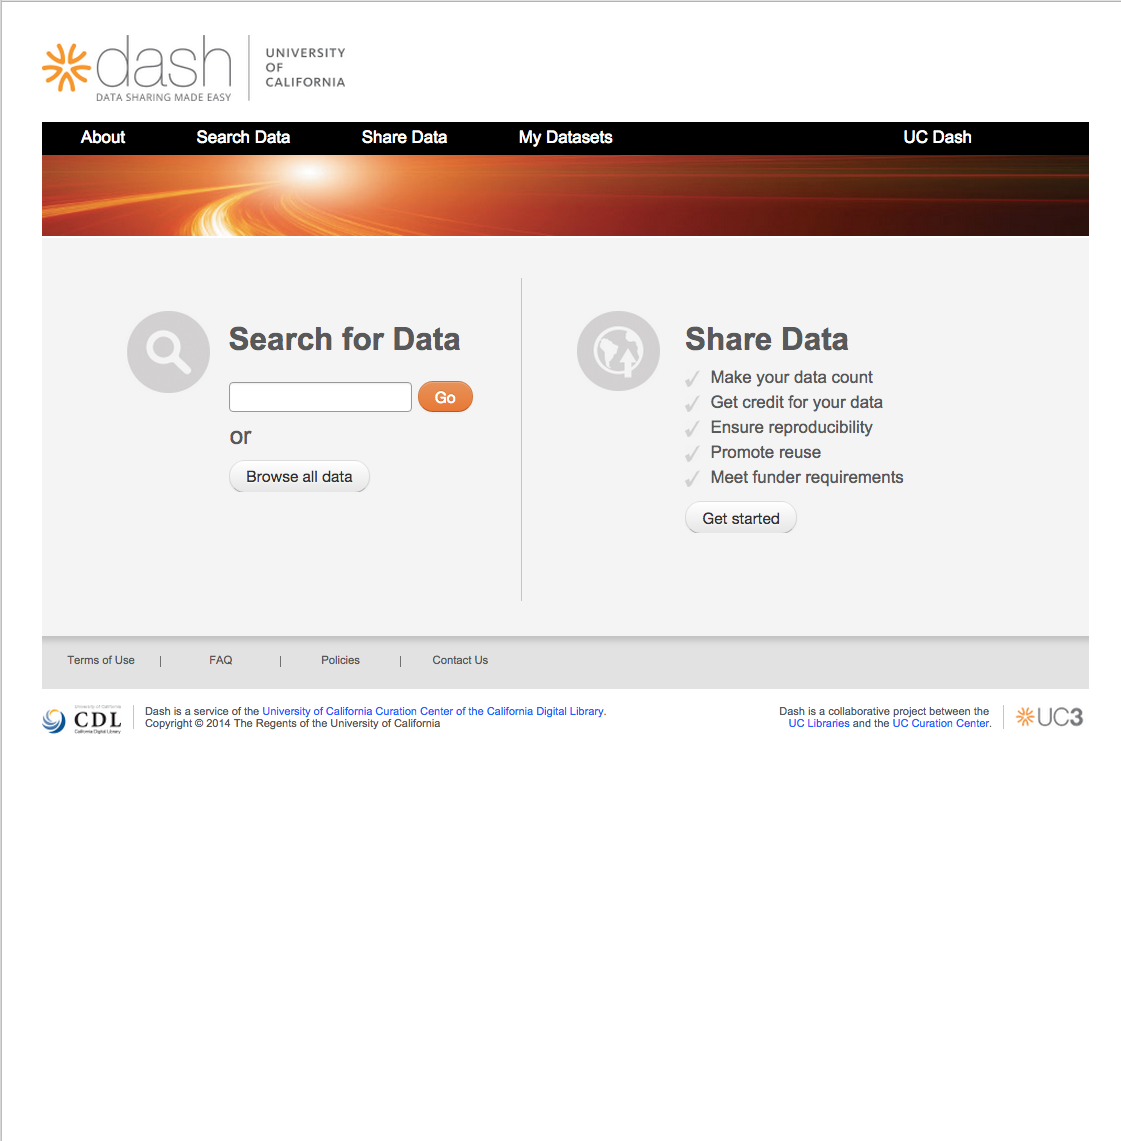 dash
DATA SHARING MADE EASY
UNIVERSITY
OF
CALIFORNIA
About Search Data Share Data My Datasets UC Dash
Search for Data
Go
or
Browse all data
Share Data
✓ Make your data count
✓ Get credit for your data
✓ Ensure reproducibility
✓ Promote reuse
✓ Meet funder requirements
Get started
Terms of Use | FAQ | Policies | Contact Us
University of California
CDL
California Digital Library
Dash is a service of the University of California Curation Center of the California Digital Library.
Copyright © 2014 The Regents of the University of California
Dash is a collaborative project between the
UC Libraries and the UC Curation Center.
UC3